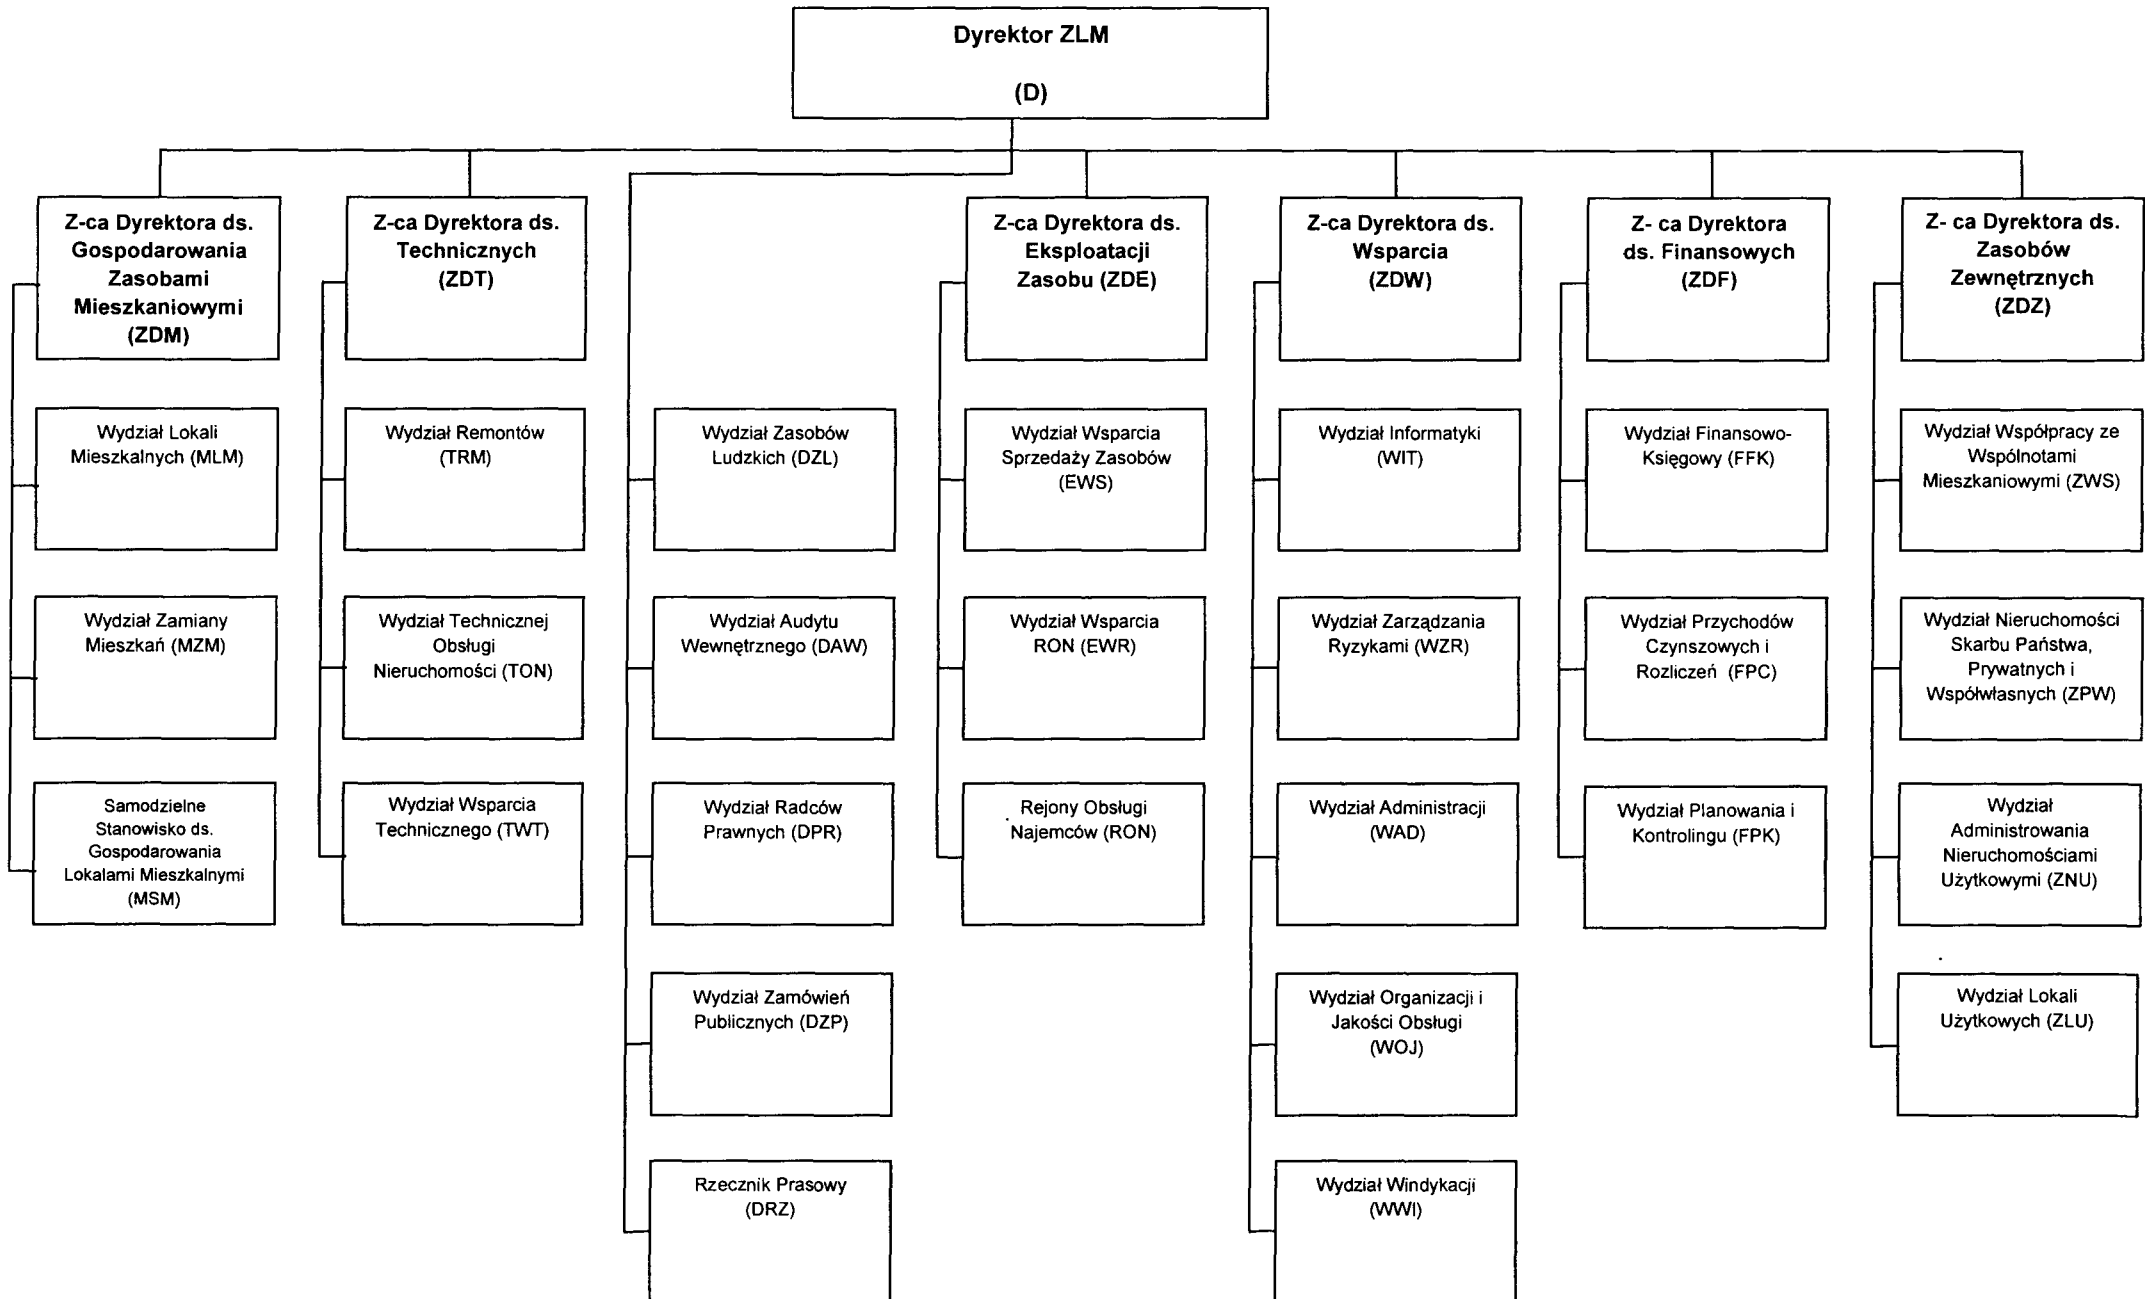 Dyrektor ZLM
(D)
Z-ca Dyrektora ds.
Gospodarowania
Zasobami
Mieszkaniowymi
(ZDM)
Z-ca Dyrektora ds.
Technicznych
(ZDT)
Z-ca Dyrektora ds.
Eksploatacji
Zasobu (ZDE)
Z-ca Dyrektora ds.
Wsparcia
(ZDW)
Z- ca Dyrektora
ds. Finansowych
(ZDF)
Z- ca Dyrektora ds.
Zasobów
Zewnętrznych
(ZDZ)
Wydział Lokali
Mieszkalnych (MLM)
Wydział Remontów
(TRM)
Wydział Zasobów
Ludzkich (DZL)
Wydział Wsparcia
Sprzedaży Zasobów
(EWS)
Wydział Informatyki
(WIT)
Wydział Finansowo-
Księgowy (FFK)
Wydział Współpracy ze
Wspólnotami
Mieszkaniowymi (ZWS)
Wydział Zamiany
Mieszkań (MZM)
Wydział Technicznej
Obsługi
Nieruchomości (TON)
Wydział Audytu
Wewnętrznego (DAW)
Wydział Wsparcia
RON (EWR)
Wydział Zarządzania
Ryzykami (WZR)
Wydział Przychodów
Czynszowych i
Rozliczeń (FPC)
Wydział Nieruchomości
Skarbu Państwa,
Prywatnych i
Współwłasnych (ZPW)
Samodzielne
Stanowisko ds.
Gospodarowania
Lokalami Mieszkalnymi
(MSM)
Wydział Wsparcia
Technicznego (TWT)
Wydział Radców
Prawnych (DPR)
Rejony Obsługi
Najemców (RON)
Wydział Administracji
(WAD)
Wydział Planowania i
Kontrolingu (FPK)
Wydział
Administrowania
Nieruchomościami
Użytkowymi (ZNU)
Wydział Zamówień
Publicznych (DZP)
Wydział Organizacji i
Jakości Obsługi
(WOJ)
Wydział Lokali
Użytkowych (ZLU)
Rzecznik Prasowy
(DRZ)
Wydział Windykacji
(WWI)